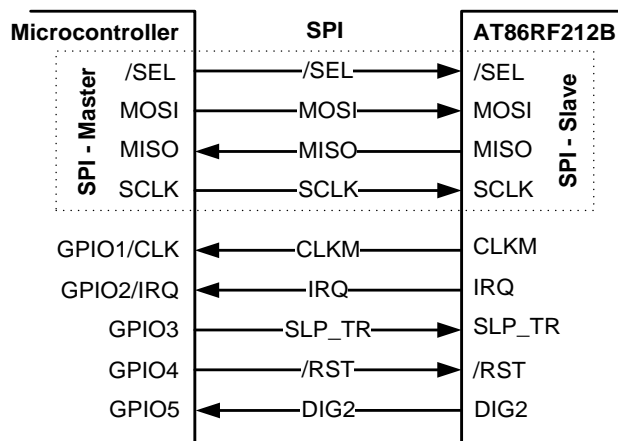 Microcontroller SPI AT86RF212B
/SEL /SEL /SEL
MOSI MOSI MOSI
MISO MISO MISO
SCLK SCLK SCLK
SPI - Master
SPI - Slave
GPIO1/CLK CLKM CLKM
GPIO2/IRQ IRQ IRQ
GPIO3 SLP_TR SLP_TR
GPIO4 /RST /RST
GPIO5 DIG2 DIG2